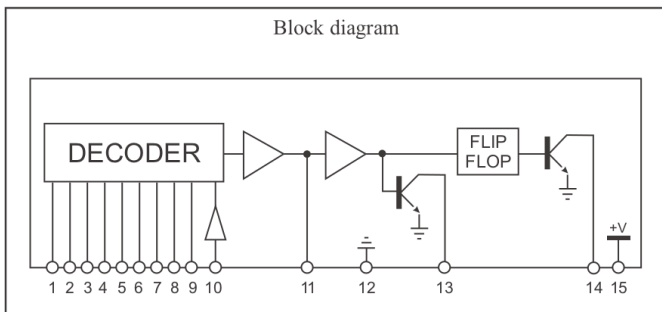 Block diagram
DECODER
FLIP
FLOP
+V
1 2 3 4 5 6 7 8 9 10 11 12 13 14 15